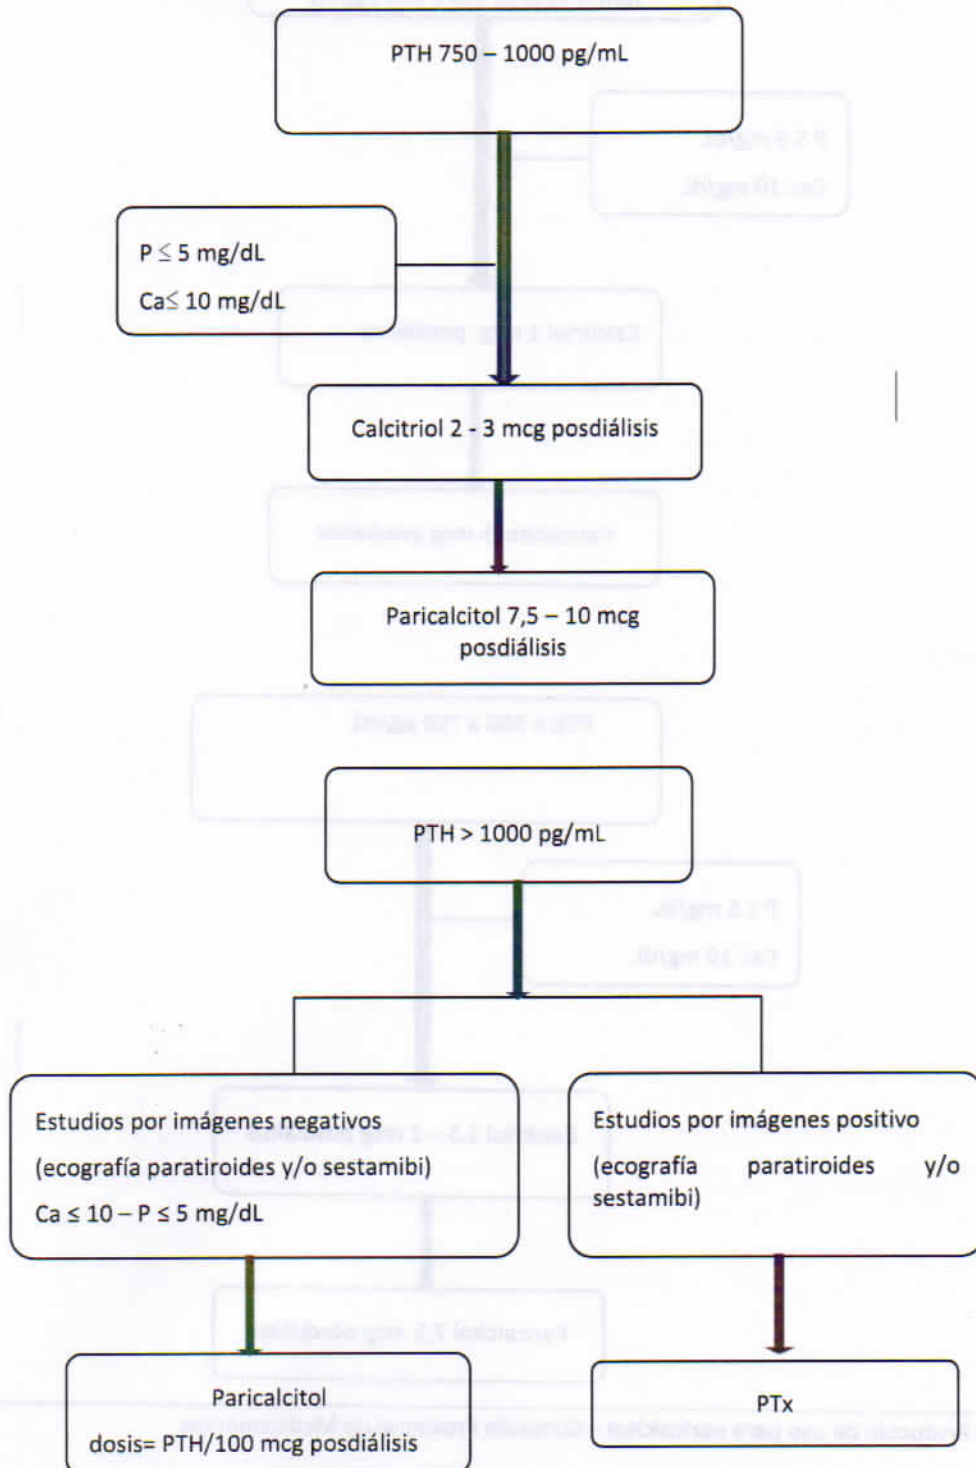 PTH 750 – 1000 pg/mL
P ≤ 5 mg/dL
Ca≤ 10 mg/dL
Calcitriol 2 - 3 mcg posdiálisis
Paricalcitol 7,5 – 10 mcg
posdiálisis
PTH > 1000 pg/mL
Estudios por imágenes negativos
(ecografía paratiroides y/o sestamibi)
Ca ≤ 10 – P ≤ 5 mg/dL
Estudios por imágenes positivo
(ecografía paratiroides y/o
sestamibi)
Paricalcitol
dosis= PTH/100 mcg posdiálisis
PTx